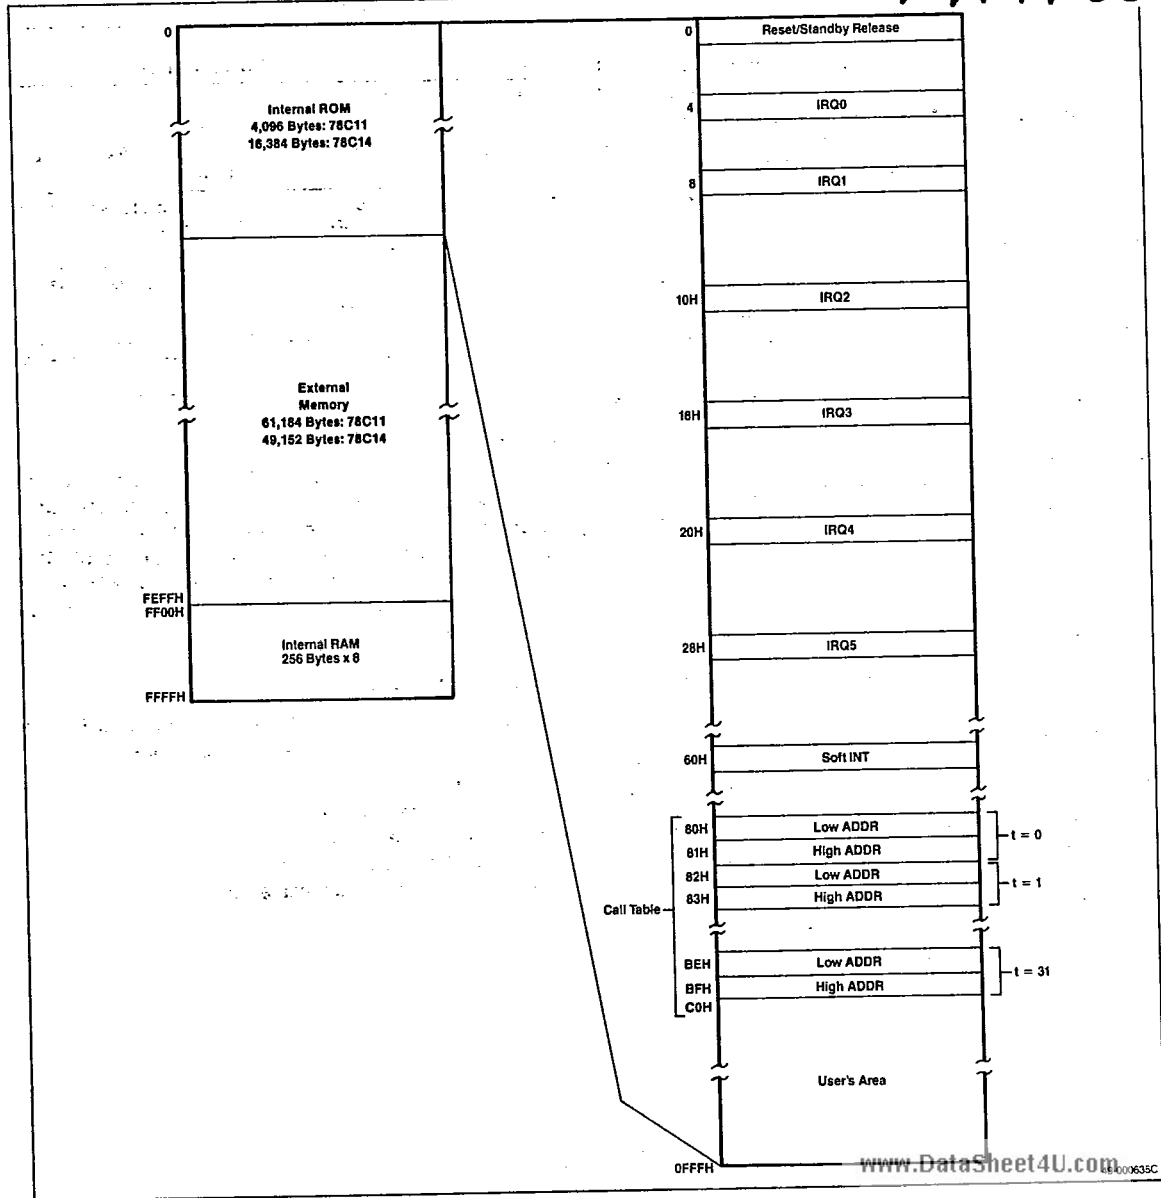 0
Internal ROM
4,096 Bytes: 78C11
16,384 Bytes: 78C14
External
Memory
61,184 Bytes: 78C11
49,152 Bytes: 78C14
FEFFH
FF00H
Internal RAM
256 Bytes x 8
FFFFH
0
Reset/Standby Release
4
IRQ0
8
IRQ1
10H
IRQ2
18H
IRQ3
20H
IRQ4
28H
IRQ5
60H
Soft INT
Call Table
80H
Low ADDR
81H
High ADDR
t = 0
82H
Low ADDR
83H
High ADDR
t = 1
BEH
Low ADDR
BFH
High ADDR
t = 31
C0H
User's Area
0FFFH
www.DataSheet4U.com
49-000635C